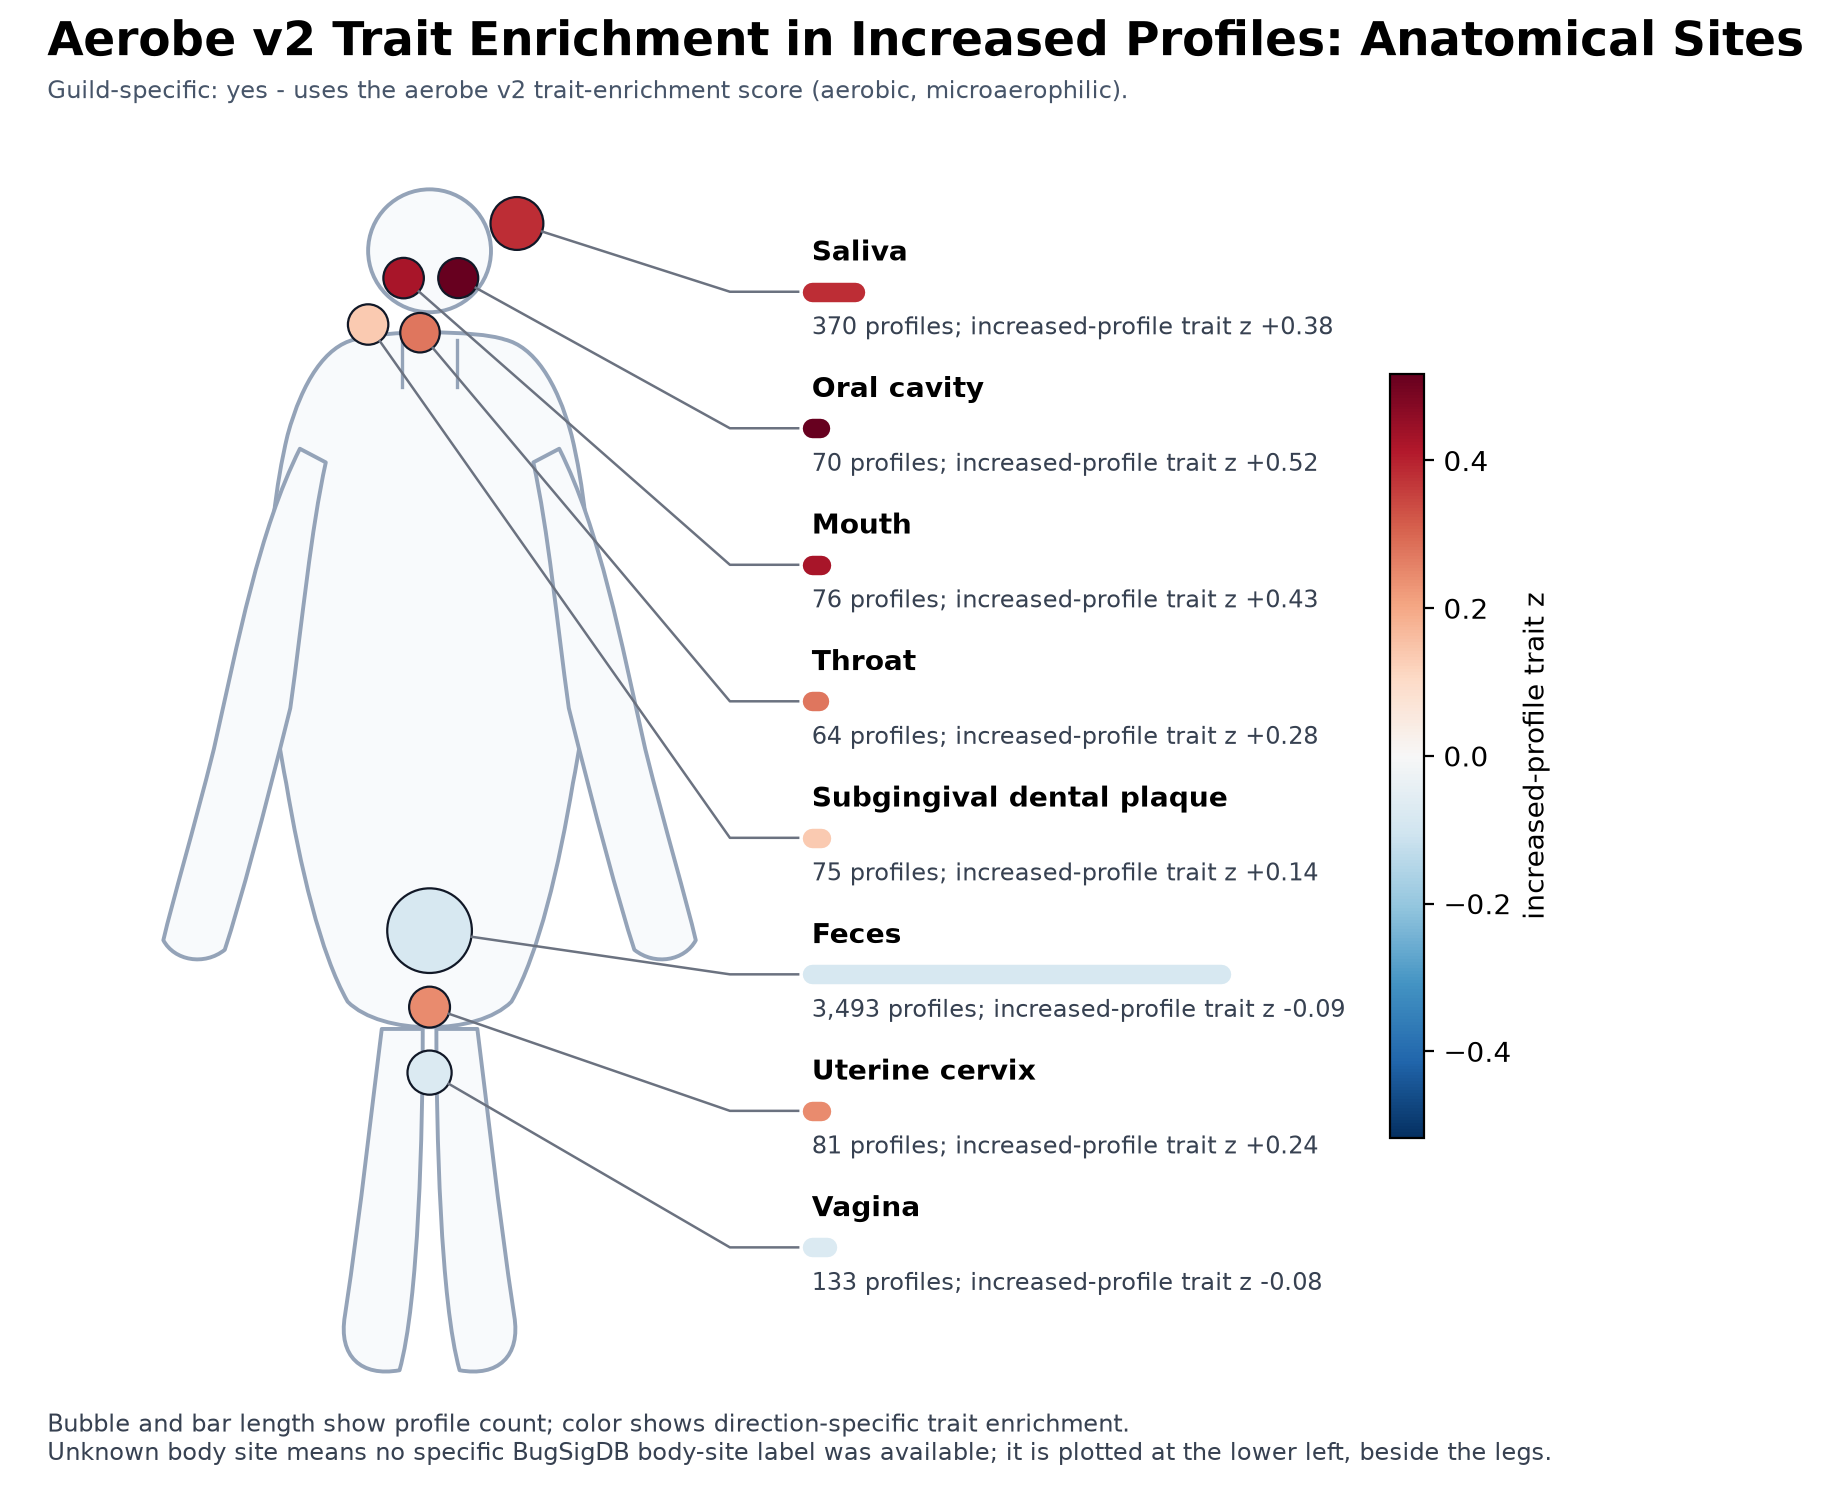 Aerobe v2 Trait Enrichment in Increased Profiles: Anatomical Sites
Guild-specific: yes - uses the aerobe v2 trait-enrichment score (aerobic, microaerophilic).
Saliva
370 profiles; increased-profile trait z +0.38
Oral cavity
70 profiles; increased-profile trait z +0.52
Mouth
76 profiles; increased-profile trait z +0.43
Throat
64 profiles; increased-profile trait z +0.28
Subgingival dental plaque
75 profiles; increased-profile trait z +0.14
Feces
3,493 profiles; increased-profile trait z -0.09
Uterine cervix
81 profiles; increased-profile trait z +0.24
Vagina
133 profiles; increased-profile trait z -0.08
0.4
0.2
0.0
−0.2
−0.4
increased-profile trait z
Bubble and bar length show profile count; color shows direction-specific trait enrichment.
Unknown body site means no specific BugSigDB body-site label was available; it is plotted at the lower left, beside the legs.